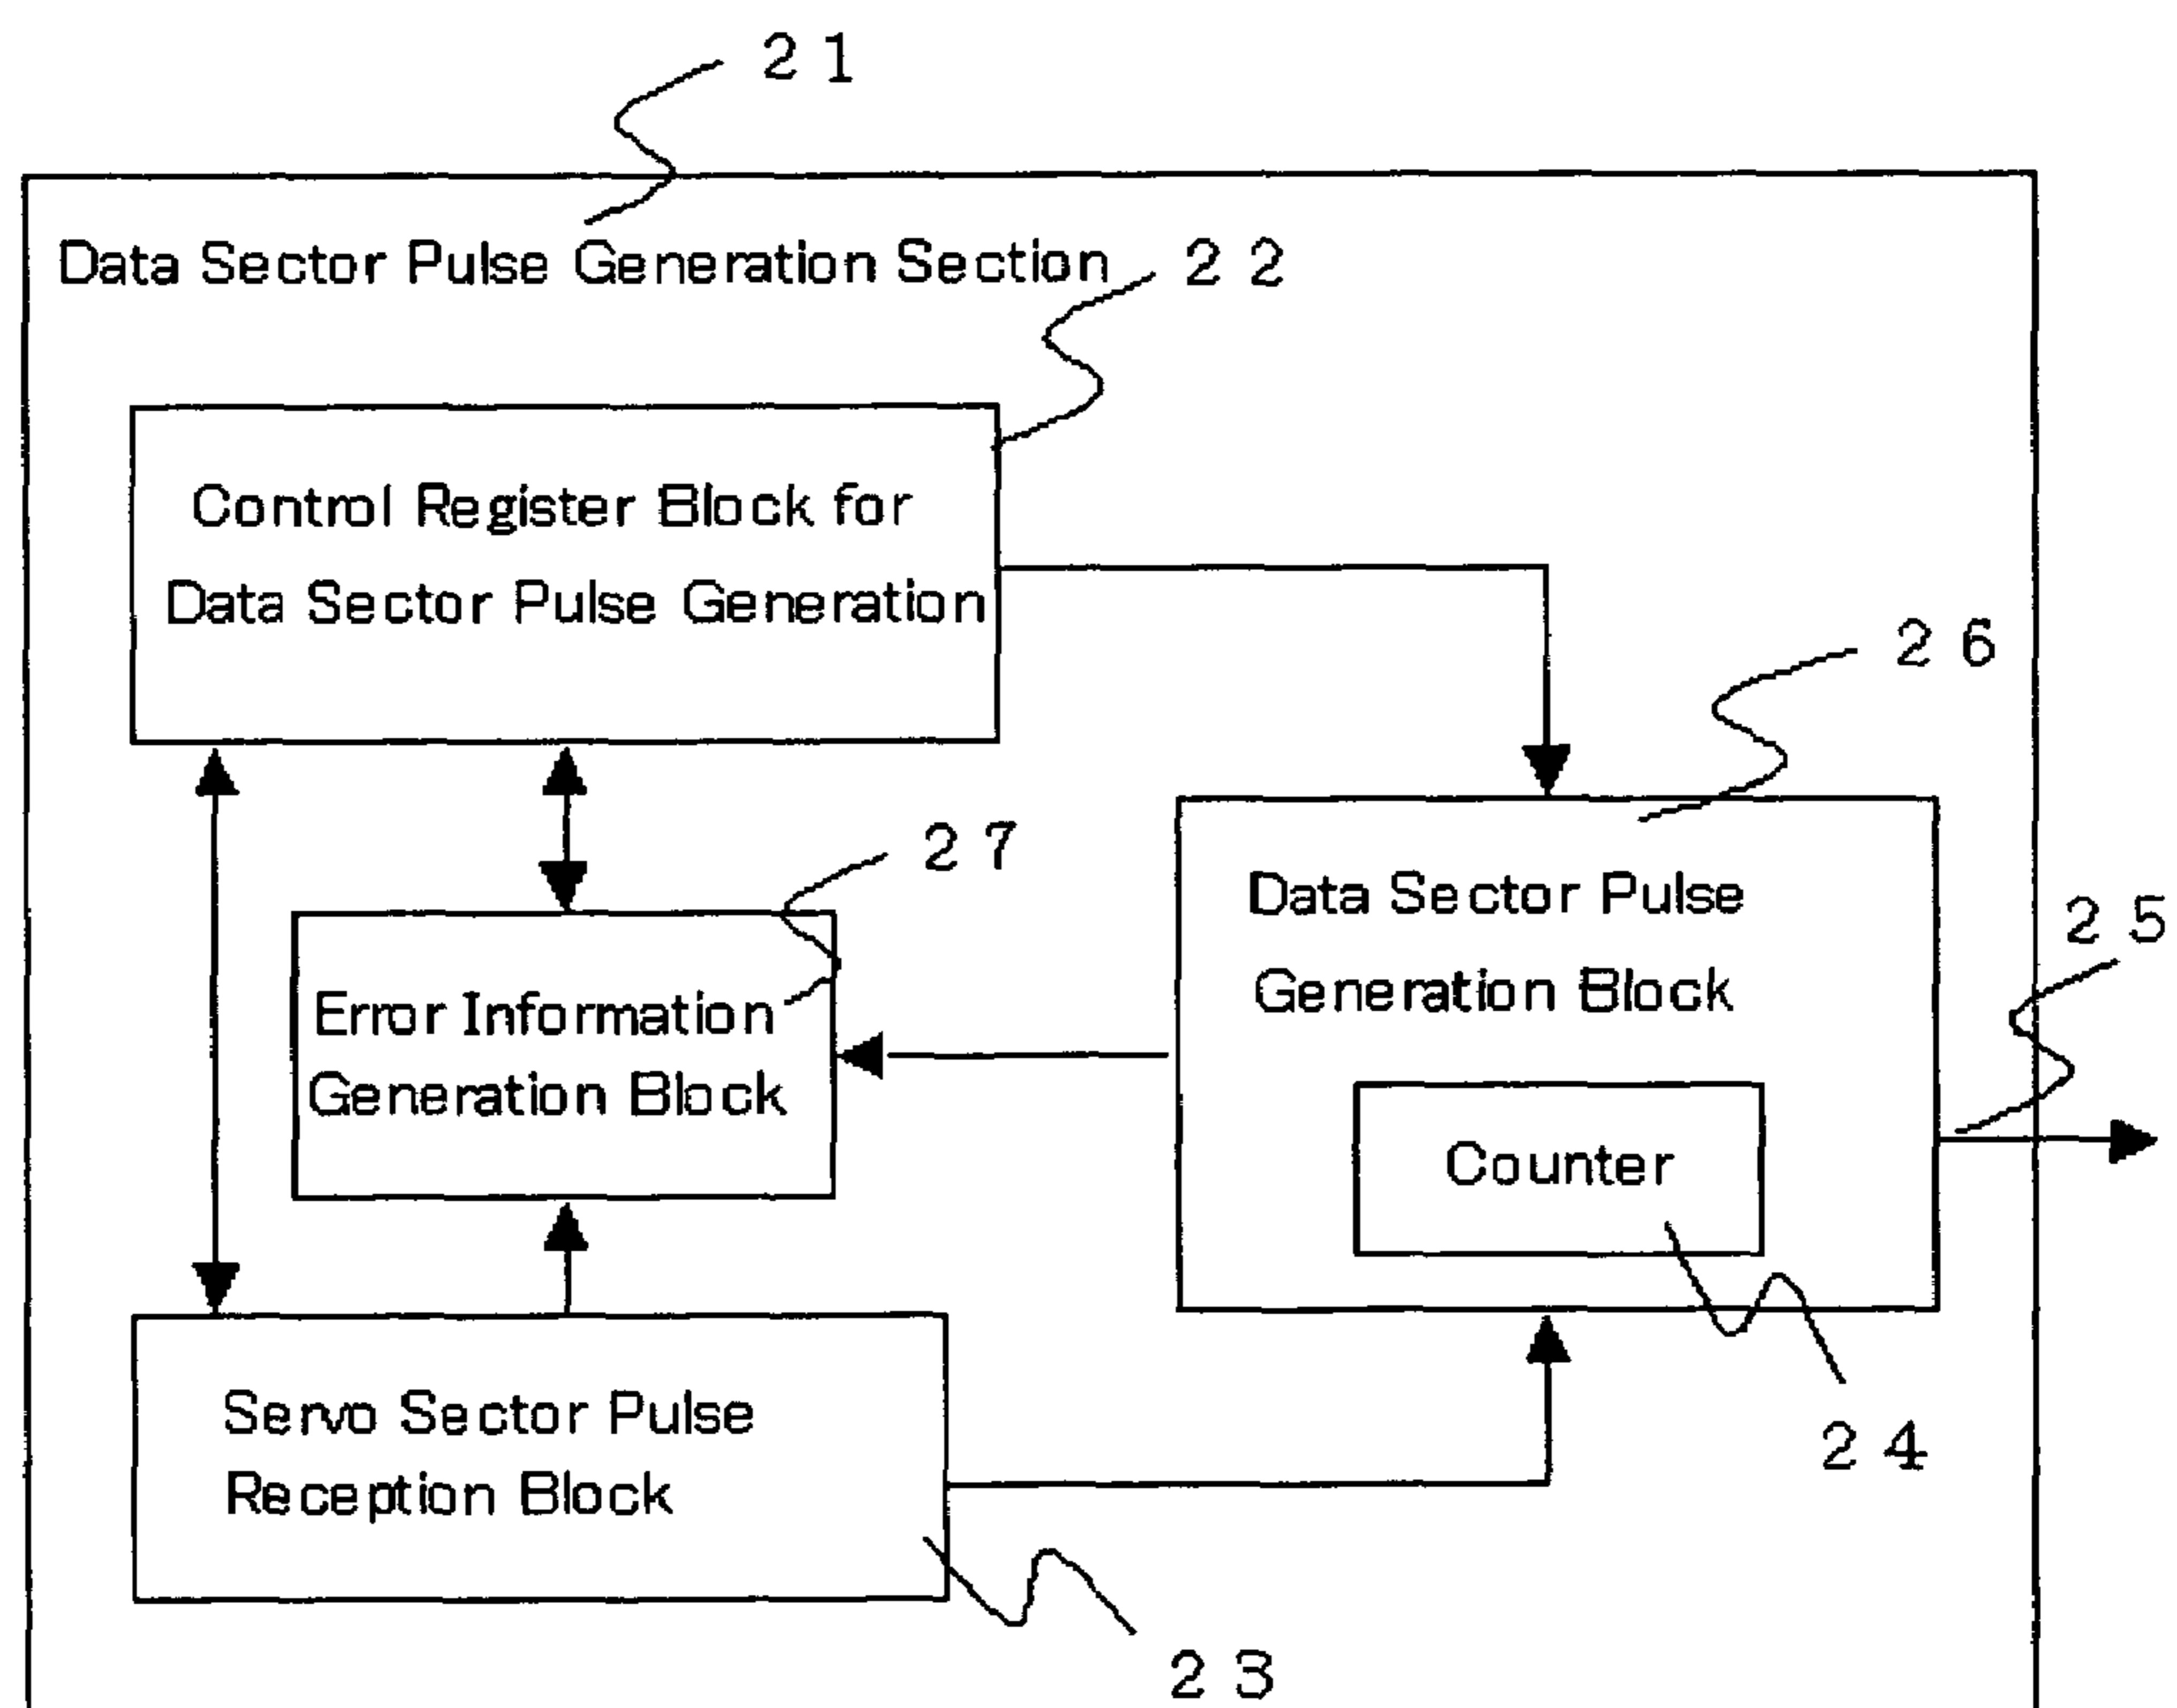 21
Data Sector Pulse Generation Section
22
Control Register Block for
Data Sector Pulse Generation
26
27
Data Sector Pulse
Generation Block
25
Error Information
Generation Block
Counter
24
Servo Sector Pulse
Reception Block
23